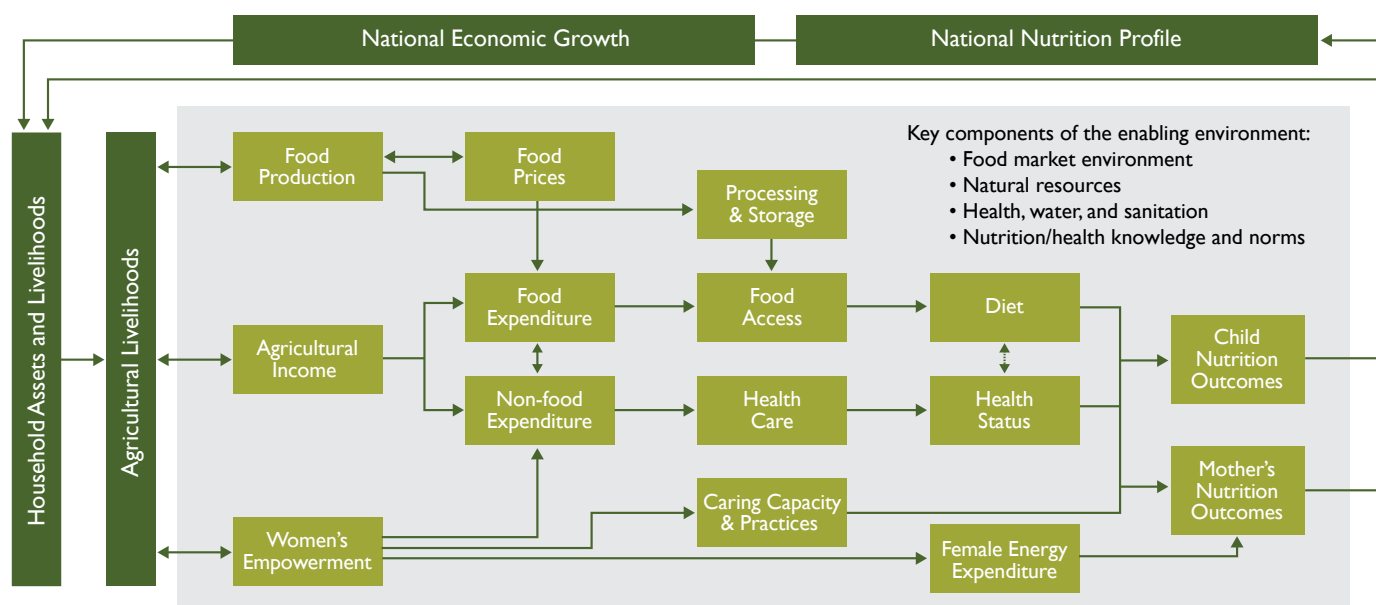 National Economic Growth
National Nutrition Profile
Household Assets and Livelihoods
Agricultural Livelihoods
Key components of the enabling environment:
• Food market environment
• Natural resources
• Health, water, and sanitation
• Nutrition/health knowledge and norms
Food
Production
Food
Prices
Processing
& Storage
Agricultural
Income
Food
Expenditure
Food
Access
Diet
Non-food
Expenditure
Health
Care
Health
Status
Child
Nutrition
Outcomes
Women's
Empowerment
Caring Capacity
& Practices
Female Energy
Expenditure
Mother's
Nutrition
Outcomes